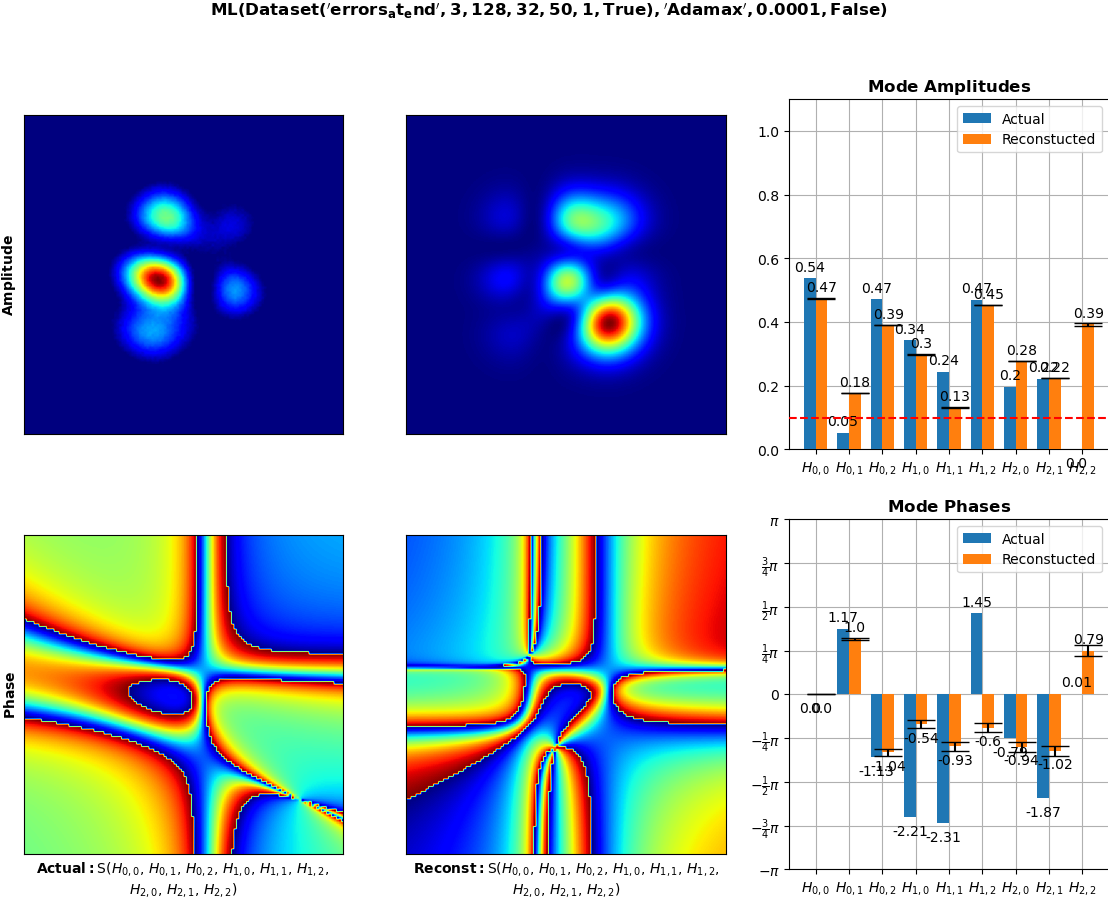 ML(Dataset('errors_at_end', 3, 128, 32, 50, 1, True), 'Adamax', 0.0001, False)
Amplitude
Mode Amplitudes
Actual
Reconstucted
1.0
0.8
0.6
0.4
0.2
0.0
0.54
0.47
0.05
0.18
0.47
0.39
0.34
0.3
0.24
0.13
0.47
0.45
0.2
0.28
0.22
0.22
0.0
0.39
H0,0 H0,1 H0,2 H1,0 H1,1 H1,2 H2,0 H2,1 H2,2
Phase
Mode Phases
Actual
Reconstucted
π
3/4π
1/2π
1/4π
0
−1/4π
−1/2π
−3/4π
−π
0.0
0.0
1.17
1.0
-1.13
-1.04
-2.21
-0.54
-2.31
-0.93
1.45
-0.6
-0.79
-0.94
-1.87
-1.02
0.01
0.79
H0,0 H0,1 H0,2 H1,0 H1,1 H1,2 H2,0 H2,1 H2,2
Actual: S(H0,0, H0,1, H0,2, H1,0, H1,1, H1,2,
H2,0, H2,1, H2,2)
Reconst: S(H0,0, H0,1, H0,2, H1,0, H1,1, H1,2,
H2,0, H2,1, H2,2)